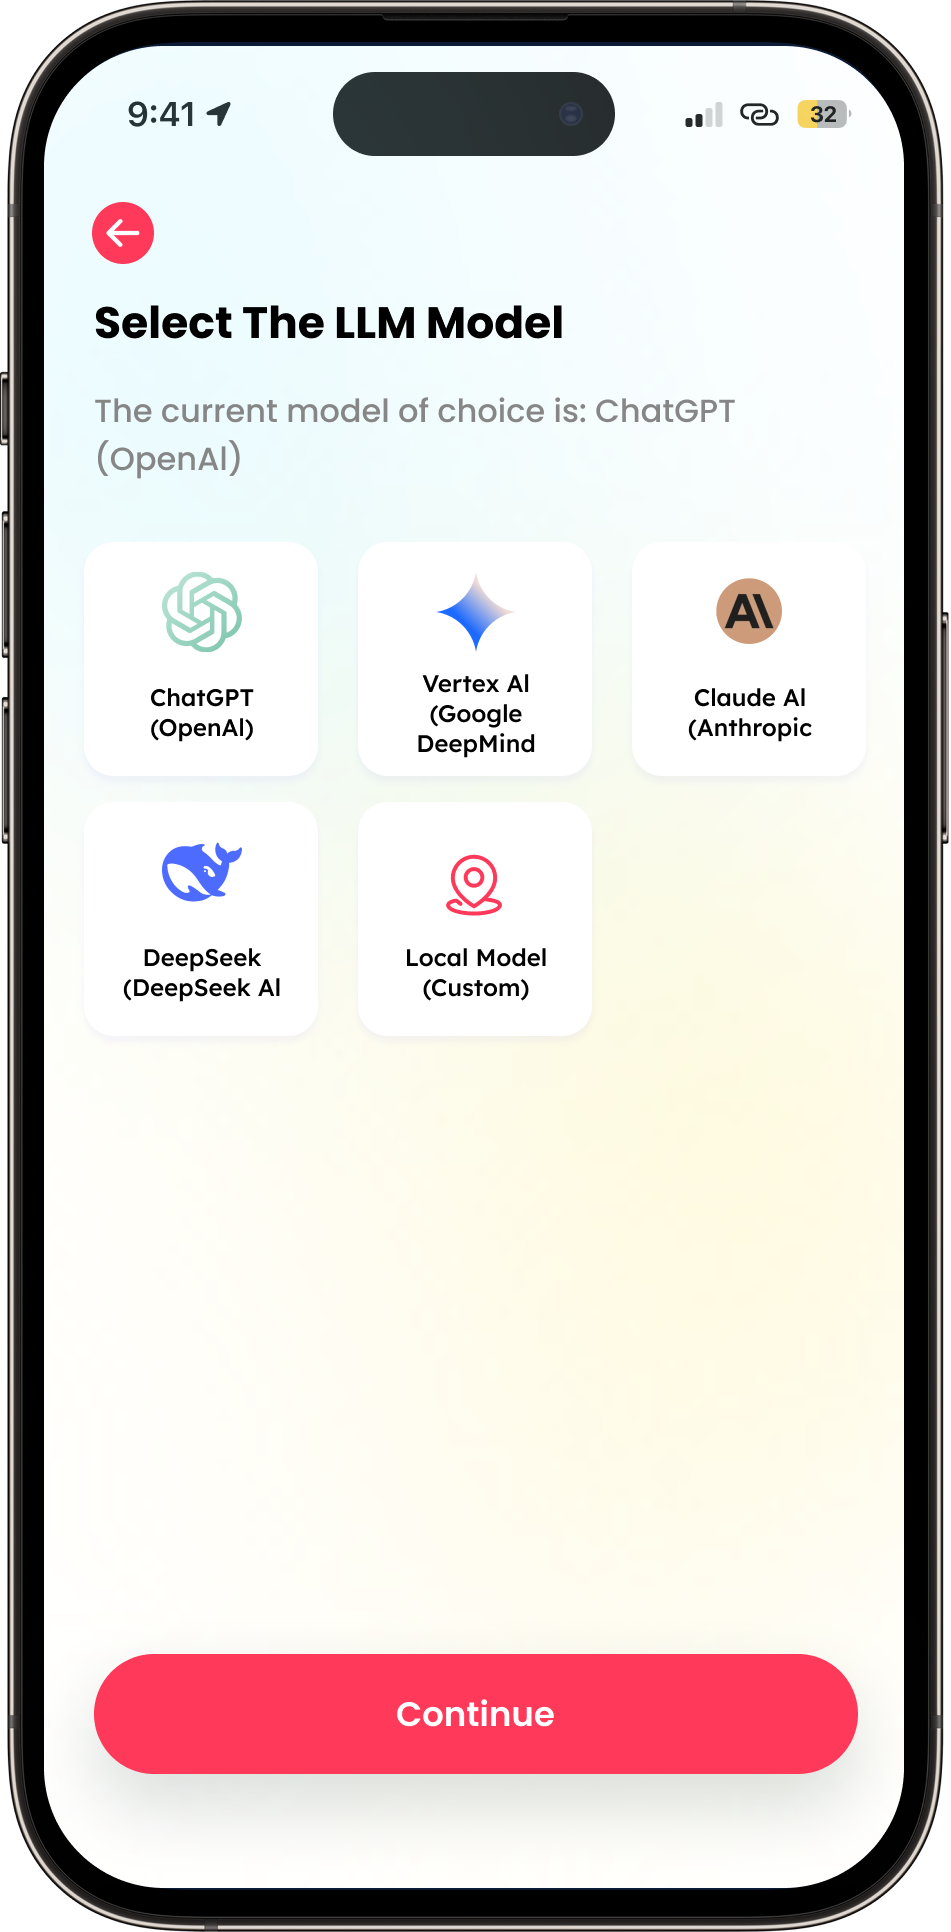 9:41
32
Select The LLM Model
The current model of choice is: ChatGPT
(OpenAI)
ChatGPT
(OpenAI)
Vertex AI
(Google
DeepMind
Claude AI
(Anthropic
DeepSeek
(DeepSeek AI
Local Model
(Custom)
Continue